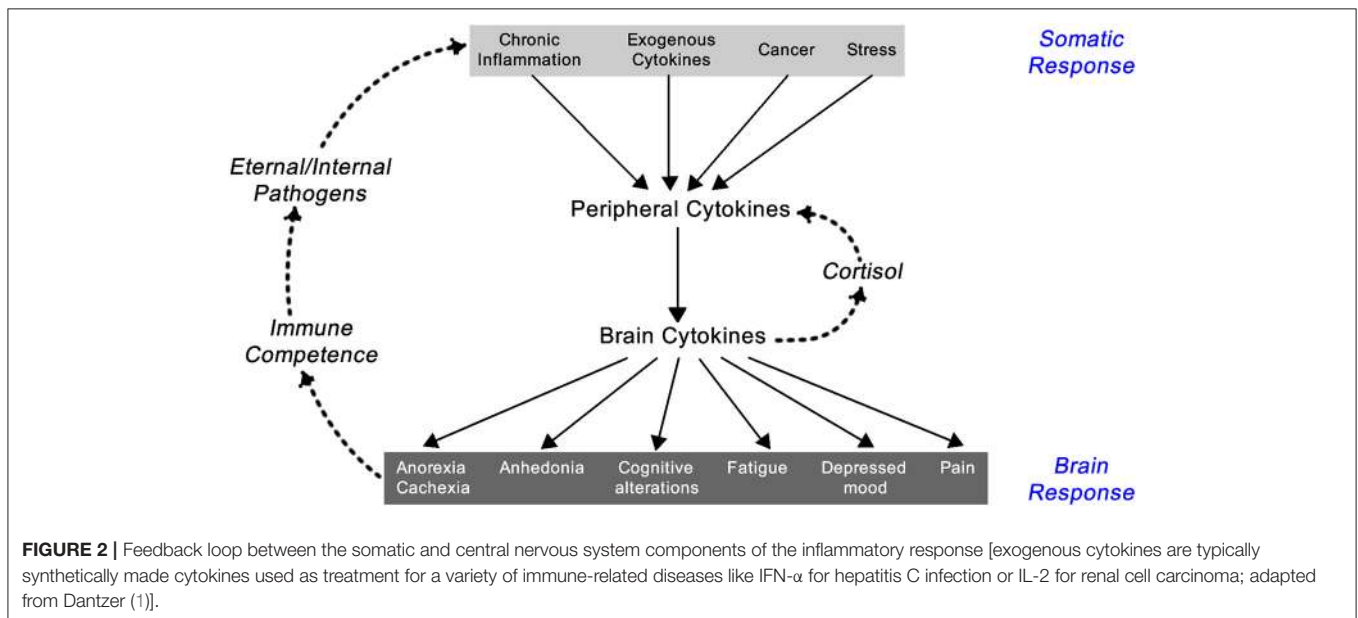 Chronic
Inflammation
Exogenous
Cytokines
Cancer
Stress
Somatic
Response
Eternal/Internal
Pathogens
Peripheral Cytokines
Cortisol
Immune
Competence
Brain Cytokines
Anorexia
Cachexia
Anhedonia
Cognitive
alterations
Fatigue
Depressed
mood
Pain
Brain
Response
FIGURE 2 | Feedback loop between the somatic and central nervous system components of the inflammatory response [exogenous cytokines are typically
synthetically made cytokines used as treatment for a variety of immune-related diseases like IFN-α for hepatitis C infection or IL-2 for renal cell carcinoma; adapted
from Dantzer (1)].